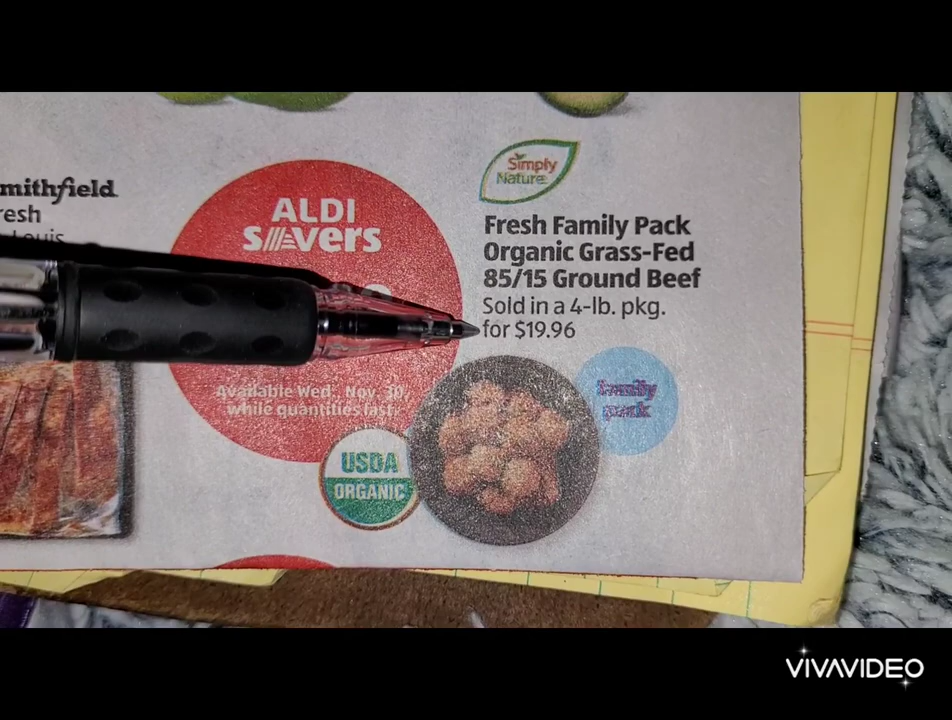 mithfield
resh
Louis
ALDI
SAVERS
Available Wed., Nov. 30,
while quantities last.
Simply
Nature
Fresh Family Pack
Organic Grass-Fed
85/15 Ground Beef
Sold in a 4-lb. pkg.
for $19.96
family
pack
USDA
ORGANIC
VIVAVIDEO